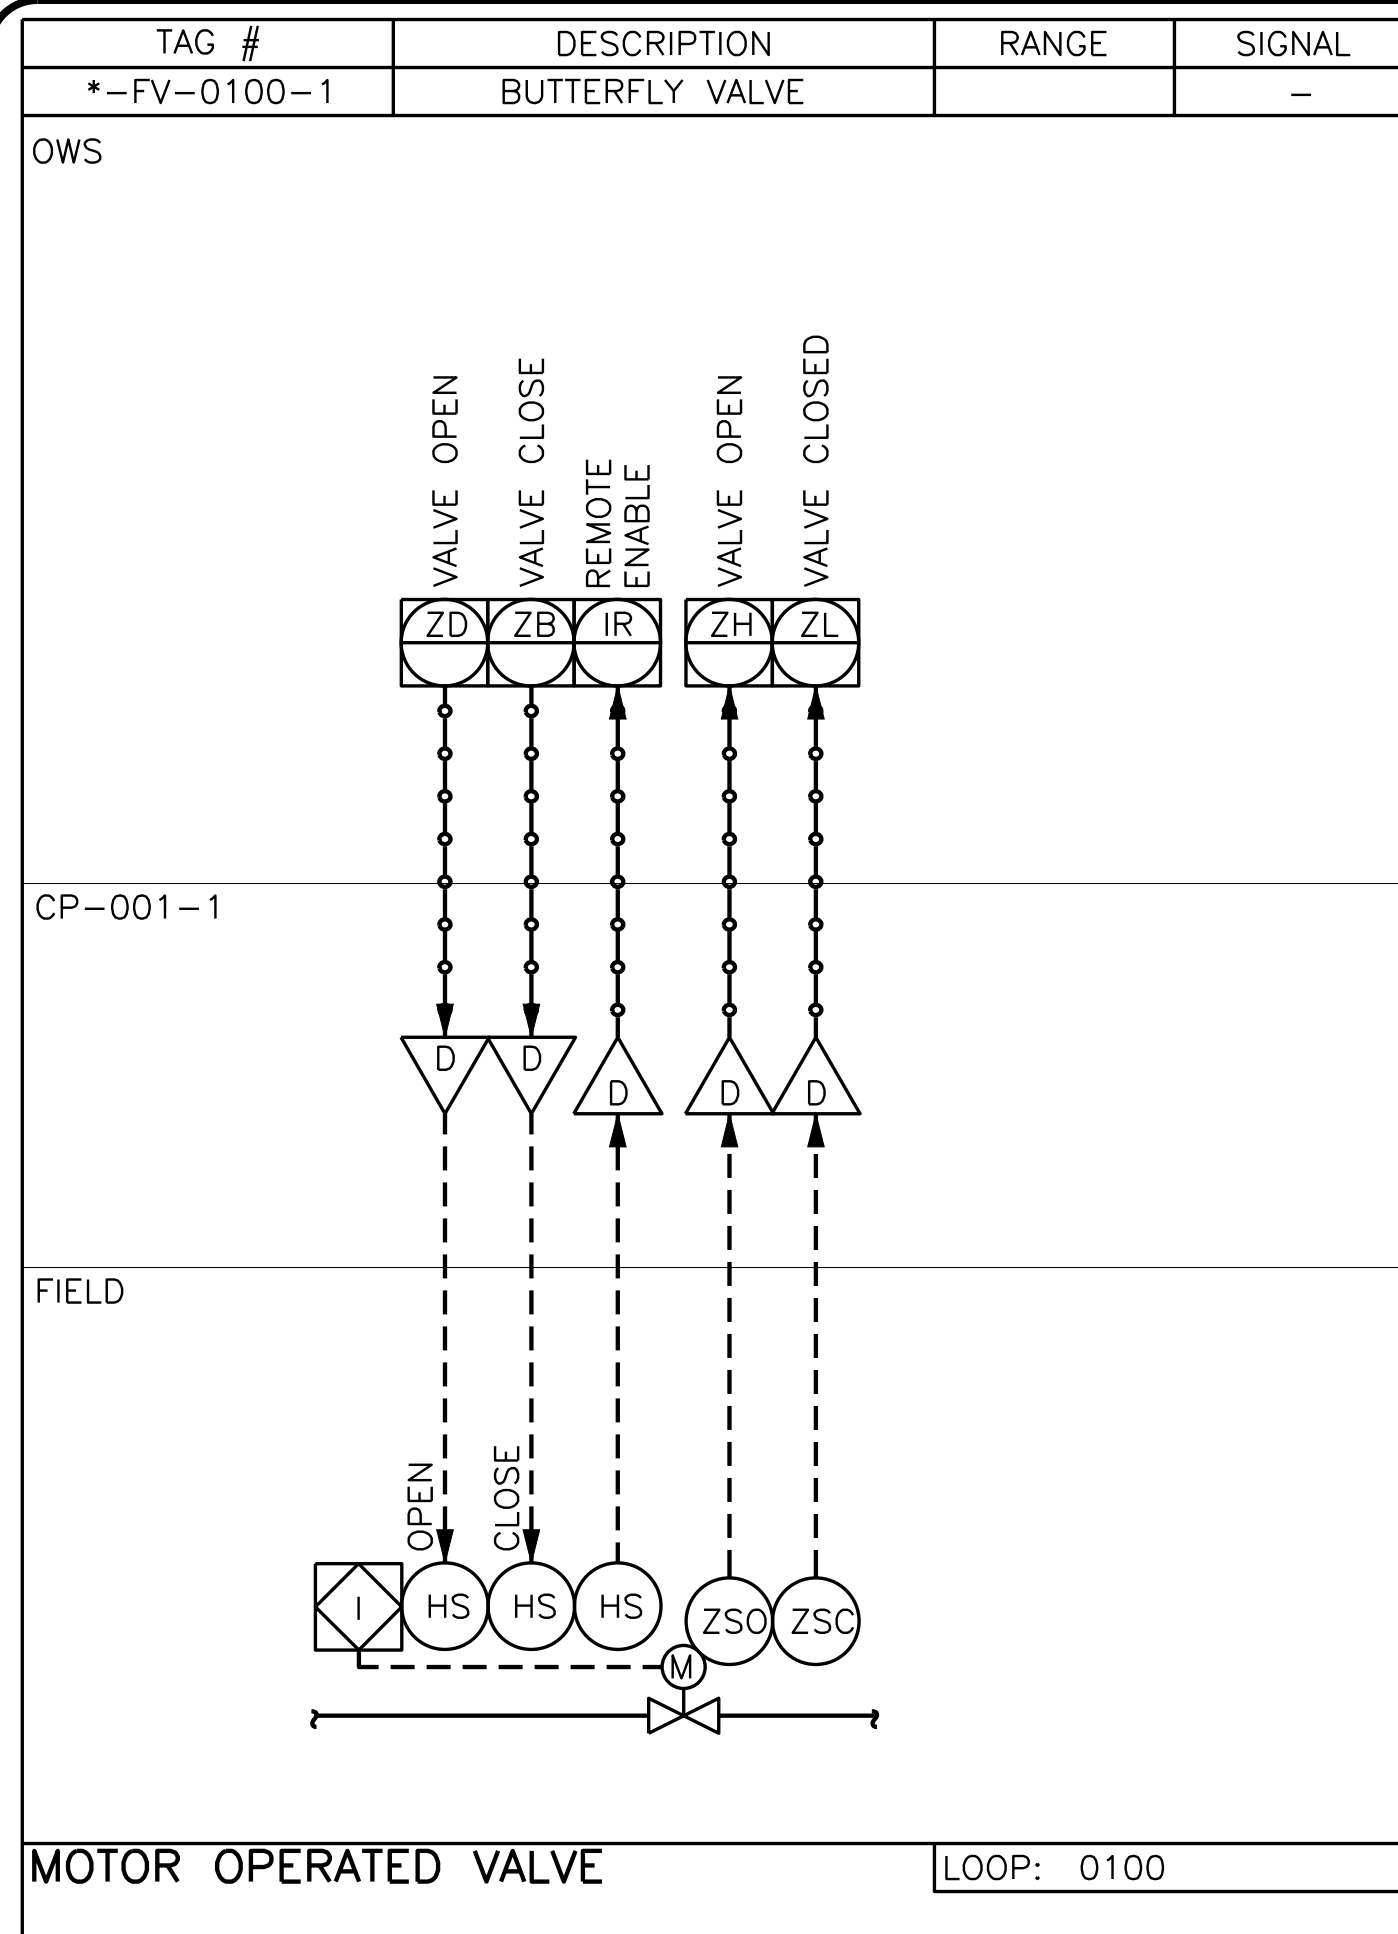 TAG # DESCRIPTION RANGE SIGNAL
*-FV-0100-1 BUTTERFLY VALVE –
OWS
VALVE OPEN
VALVE CLOSE
REMOTE
ENABLE
VALVE OPEN
VALVE CLOSED
ZD ZB IR ZH ZL
CP-001-1
D D D D D
FIELD
OPEN
CLOSE
I HS HS HS ZSO ZSC
M
MOTOR OPERATED VALVE
LOOP: 0100